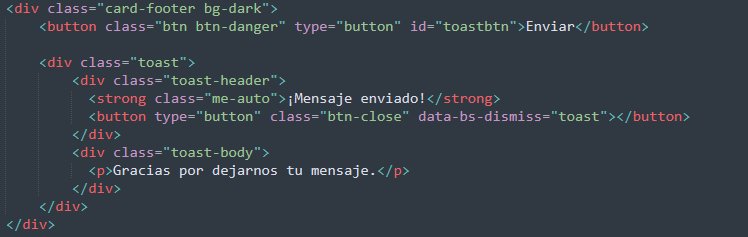 <div class="card-footer bg-dark">
<button class="btn btn-danger" type="button" id="toastbtn">Enviar</button>
<div class="toast">
<div class="toast-header">
<strong class="me-auto">¡Mensaje enviado!</strong>
<button type="button" class="btn-close" data-bs-dismiss="toast"></button>
</div>
<div class="toast-body">
<p>Gracias por dejarnos tu mensaje.</p>
</div>
</div>
</div>